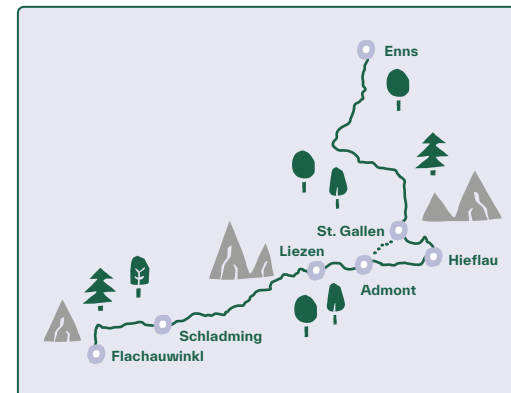 Enns
St. Gallen
Liezen
Hieflau
Admont
Schladming
Flachauwinkl